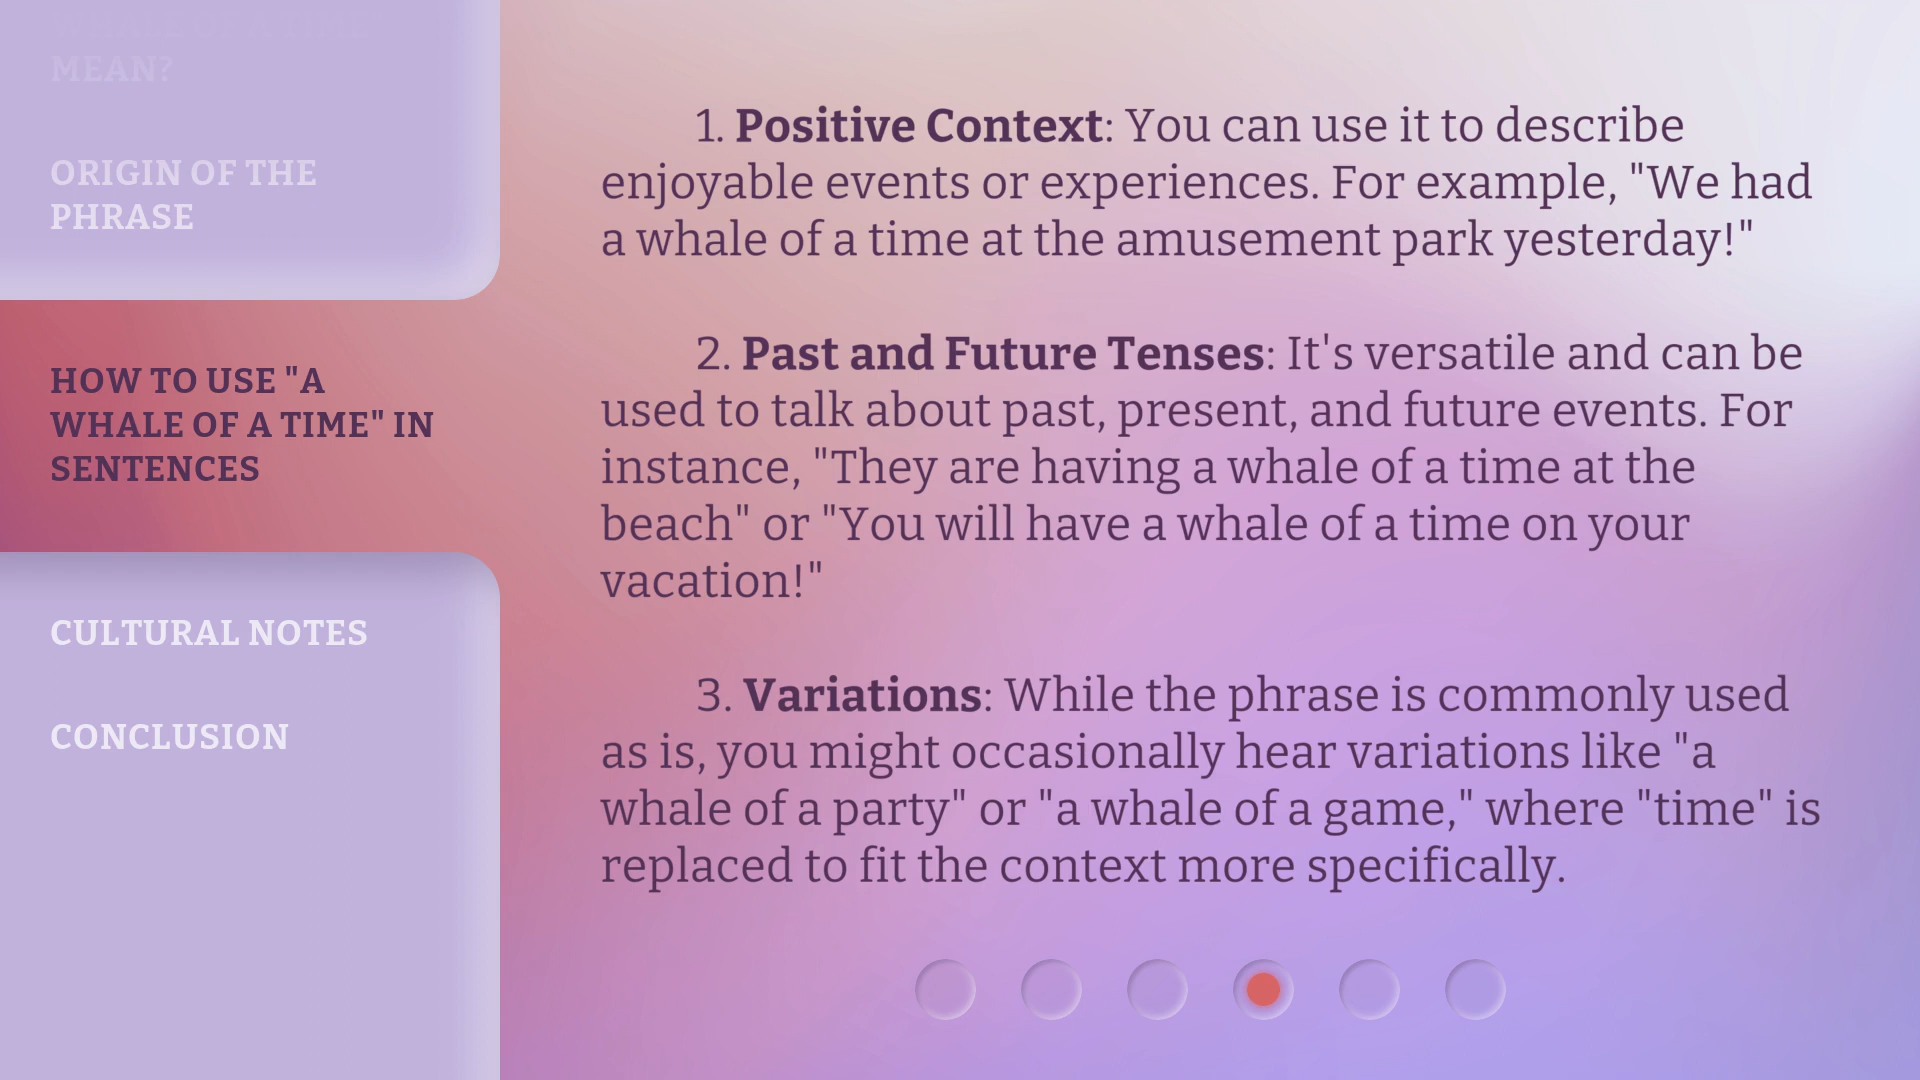 WHALE OF A TIME
MEAN?
ORIGIN OF THE
PHRASE
HOW TO USE "A
WHALE OF A TIME" IN
SENTENCES
CULTURAL NOTES
CONCLUSION
1. Positive Context: You can use it to describe
enjoyable events or experiences. For example, "We had
a whale of a time at the amusement park yesterday!"
2. Past and Future Tenses: It's versatile and can be
used to talk about past, present, and future events. For
instance, "They are having a whale of a time at the
beach" or "You will have a whale of a time on your
vacation!"
3. Variations: While the phrase is commonly used
as is, you might occasionally hear variations like "a
whale of a party" or "a whale of a game," where "time" is
replaced to fit the context more specifically.